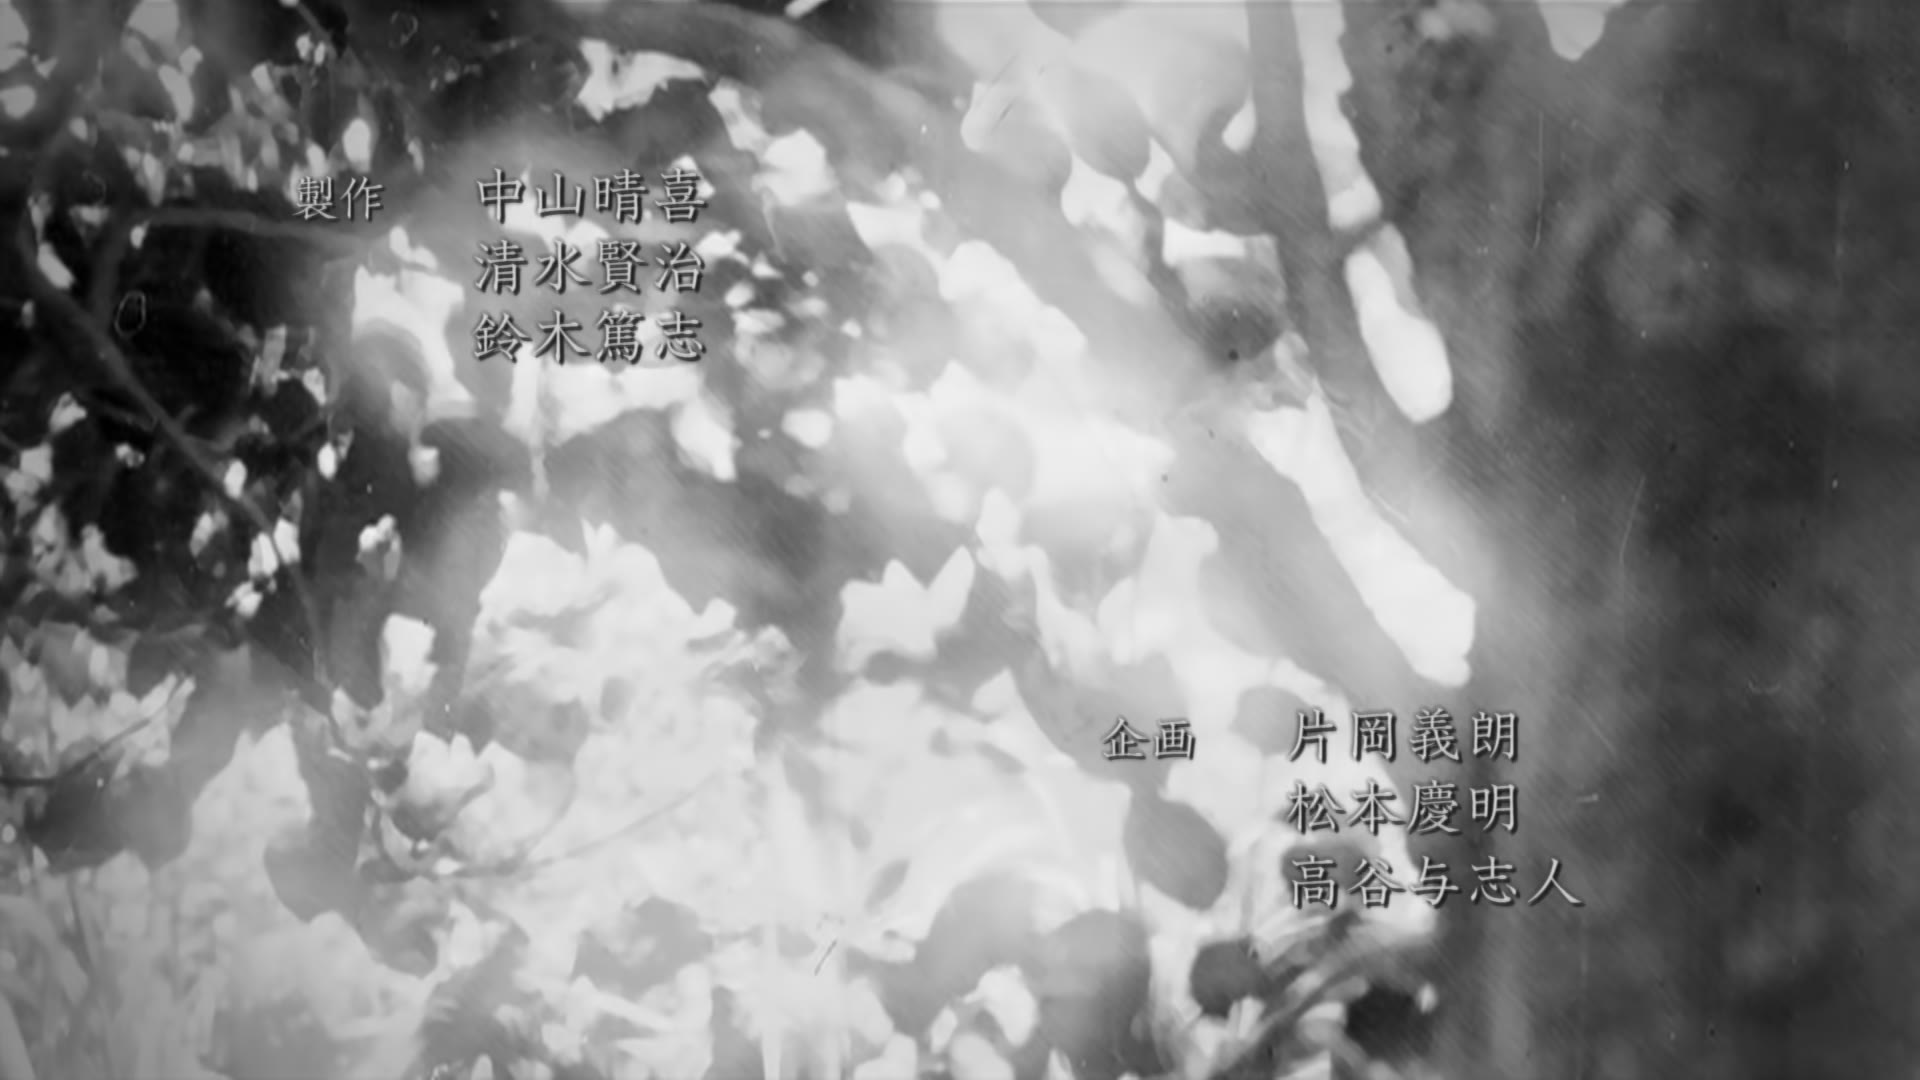 製作 中山晴喜
清水賢治
鈴木篤志
企画 片岡義朗
松本慶明
高谷与志人